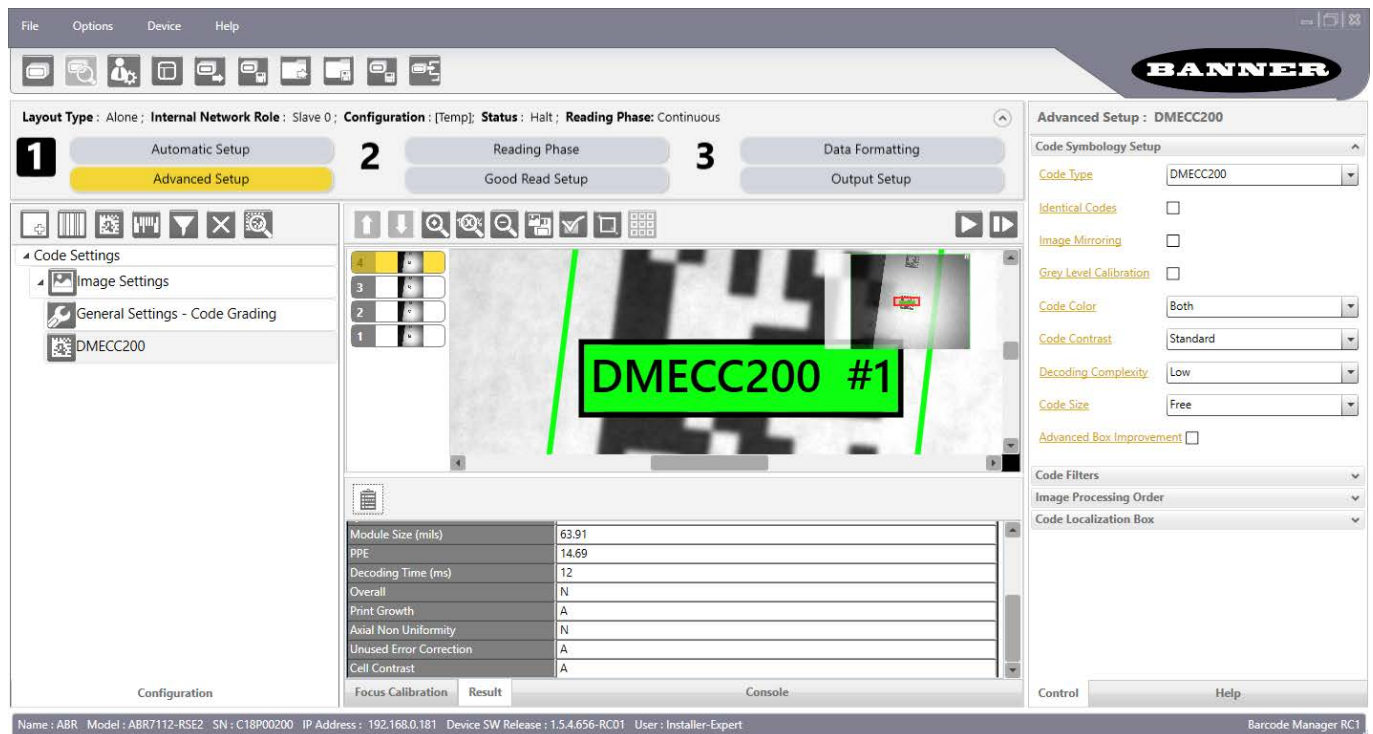 File Options Device Help
BANNER
Layout Type : Alone ; Internal Network Role : Slave 0 ; Configuration : [Temp]; Status : Halt ; Reading Phase: Continuous
1 Automatic Setup 2 Reading Phase 3 Data Formatting
Advanced Setup Good Read Setup Output Setup
Code Settings
Image Settings
General Settings - Code Grading
DMECC200
Configuration
100%
4
3
2
1
DMECC200 #1
Module Size (mils) 63.91
PPE 14.69
Decoding Time (ms) 12
Overall N
Print Growth A
Axial Non Uniformity N
Unused Error Correction A
Cell Contrast A
Focus Calibration Result Console
Advanced Setup : DMECC200
Code Symbology Setup
Code Type DMECC200
Identical Codes
Image Mirroring
Grey Level Calibration
Code Color Both
Code Contrast Standard
Decoding Complexity Low
Code Size Free
Advanced Box Improvement
Code Filters
Image Processing Order
Code Localization Box
Control Help
Name : ABR Model : ABR7112-RSE2 SN : C18P00200 IP Address : 192.168.0.181 Device SW Release : 1.5.4.656-RC01 User : Installer-Expert Barcode Manager RC1